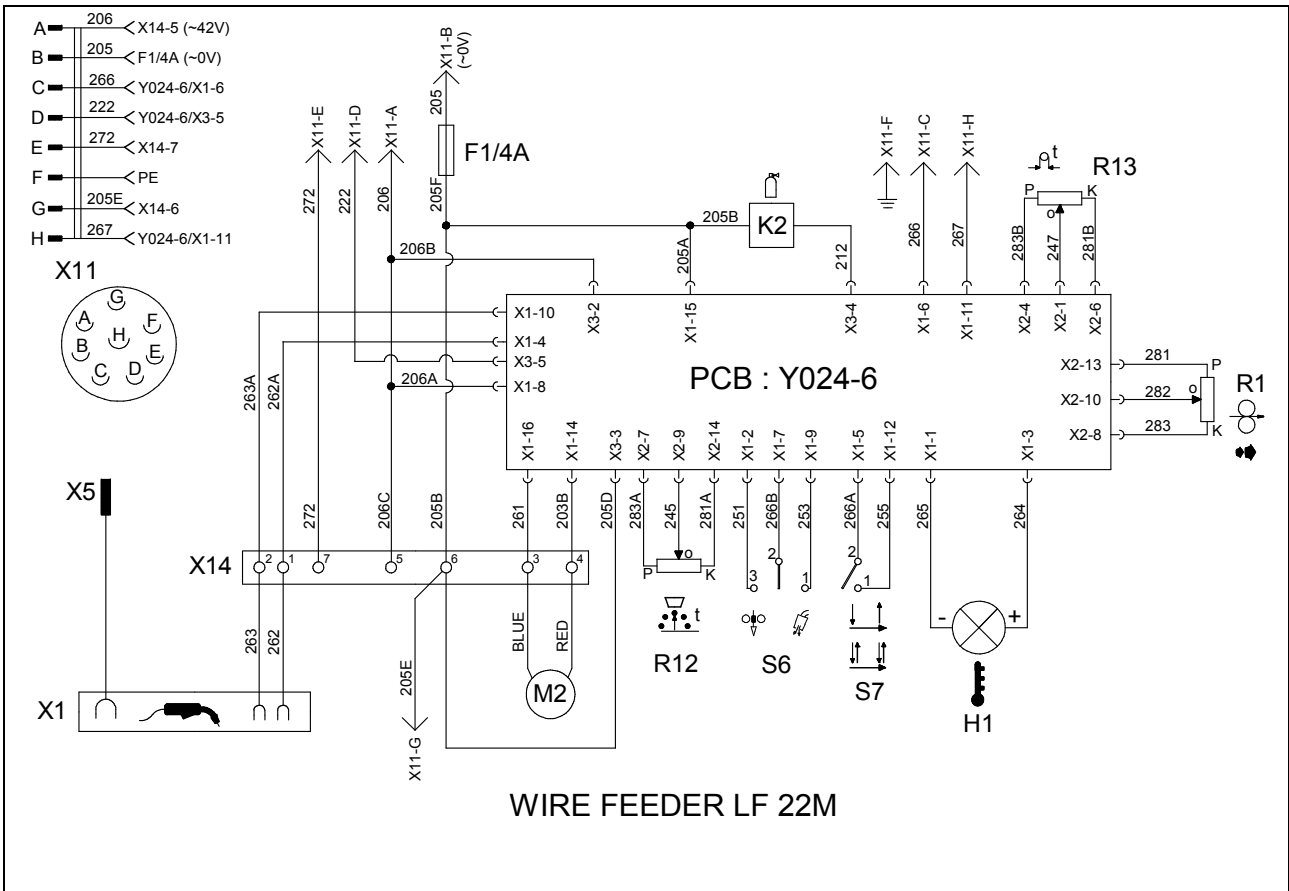 A 206 X14-5 (~42V)
B 205 F1/4A (~0V)
C 266 Y024-6/X1-6
D 222 Y024-6/X3-5
E 272 X14-7
F PE
G 205E X14-6
H 267 Y024-6/X1-11
X11
G
A F
H
B E
C D
X11-B
(~0V)
205
F1/4A
205F
X11-E X11-D X11-A
272 222 206
206B
205B
205A
K2
212
X11-F X11-C X11-H
266 267
t
R13
P K
o
283B 247 281B
X1-10 X3-2 X1-15 X3-4 X1-6 X1-11 X2-4 X2-1 X2-6
X1-4
X3-5
206A X1-8
263A 262A
PCB : Y024-6
X2-13 281 P
X2-10 282 o R1
X2-8 283 K
X1-16 X1-14 X3-3 X2-7 X2-9 X2-14 X1-2 X1-7 X1-9 X1-5 X1-12 X1-1 X1-3
X5
272 206C 205B 261 203B 205D 283A 245 281A 251 266B 253 266A 255 265 264
X14 2 1 7 5 6 3 4
P o K
3 2 1
2 1
- +
t
263 262
205E
BLUE RED
M2
R12 S6 S7 H1
X1
X11-G
WIRE FEEDER LF 22M